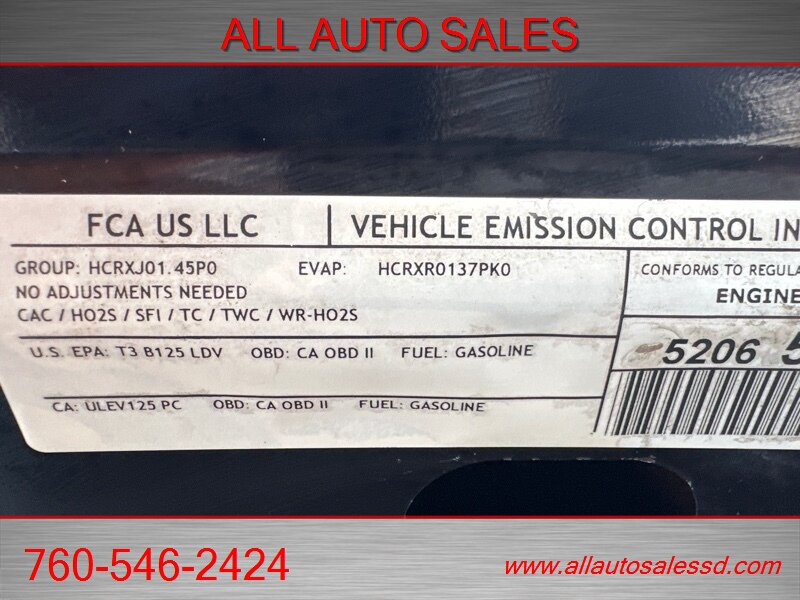 ALL AUTO SALES
FCA US LLC
VEHICLE EMISSION CONTROL
GROUP: HCRXJ01.45P0 EVAP: HCRXR0137PK0
NO ADJUSTMENTS NEEDED
CAC / HO2S / SFI / TC / TWC / WR-HO2S
U.S. EPA: T3 B125 LDV OBD: CA OBD II FUEL: GASOLINE
CA: ULEV125 PC OBD: CA OBD II FUEL: GASOLINE
CONFORMS TO
ENGINE
5206
760-546-2424
www.allautosalessd.com